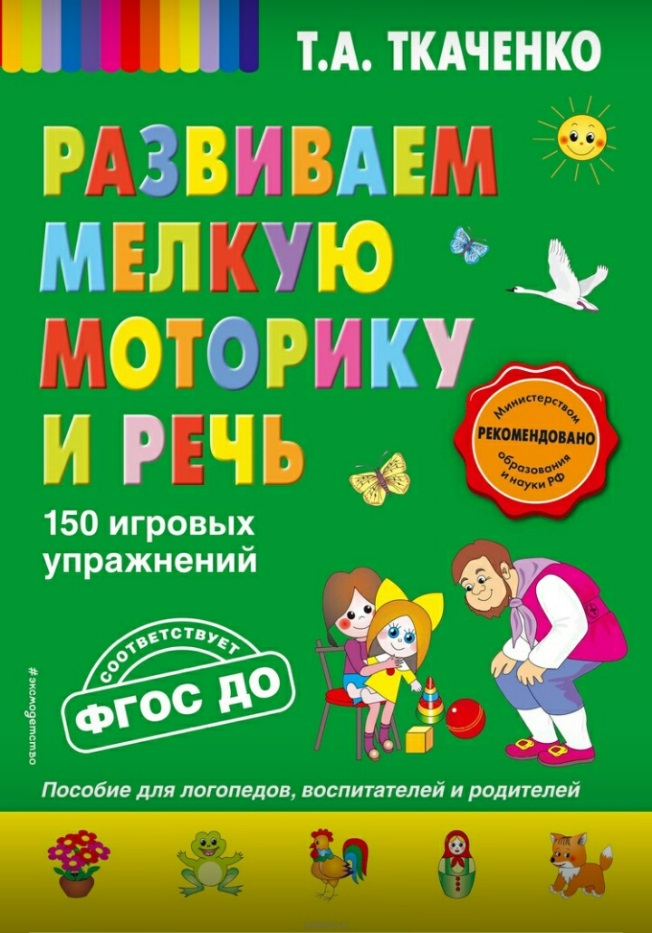 Т.А. ТКАЧЕНКО
РАЗВИВАЕМ
МЕЛКУЮ
МОТОРИКУ
И РЕЧЬ
150 игровых
упражнений
Министерством
РЕКОМЕНДОВАНО
образования
и науки РФ
СООТВЕТСТВУЕТ
ФГОС ДО
#эксмодетство
Пособие для логопедов, воспитателей и родителей